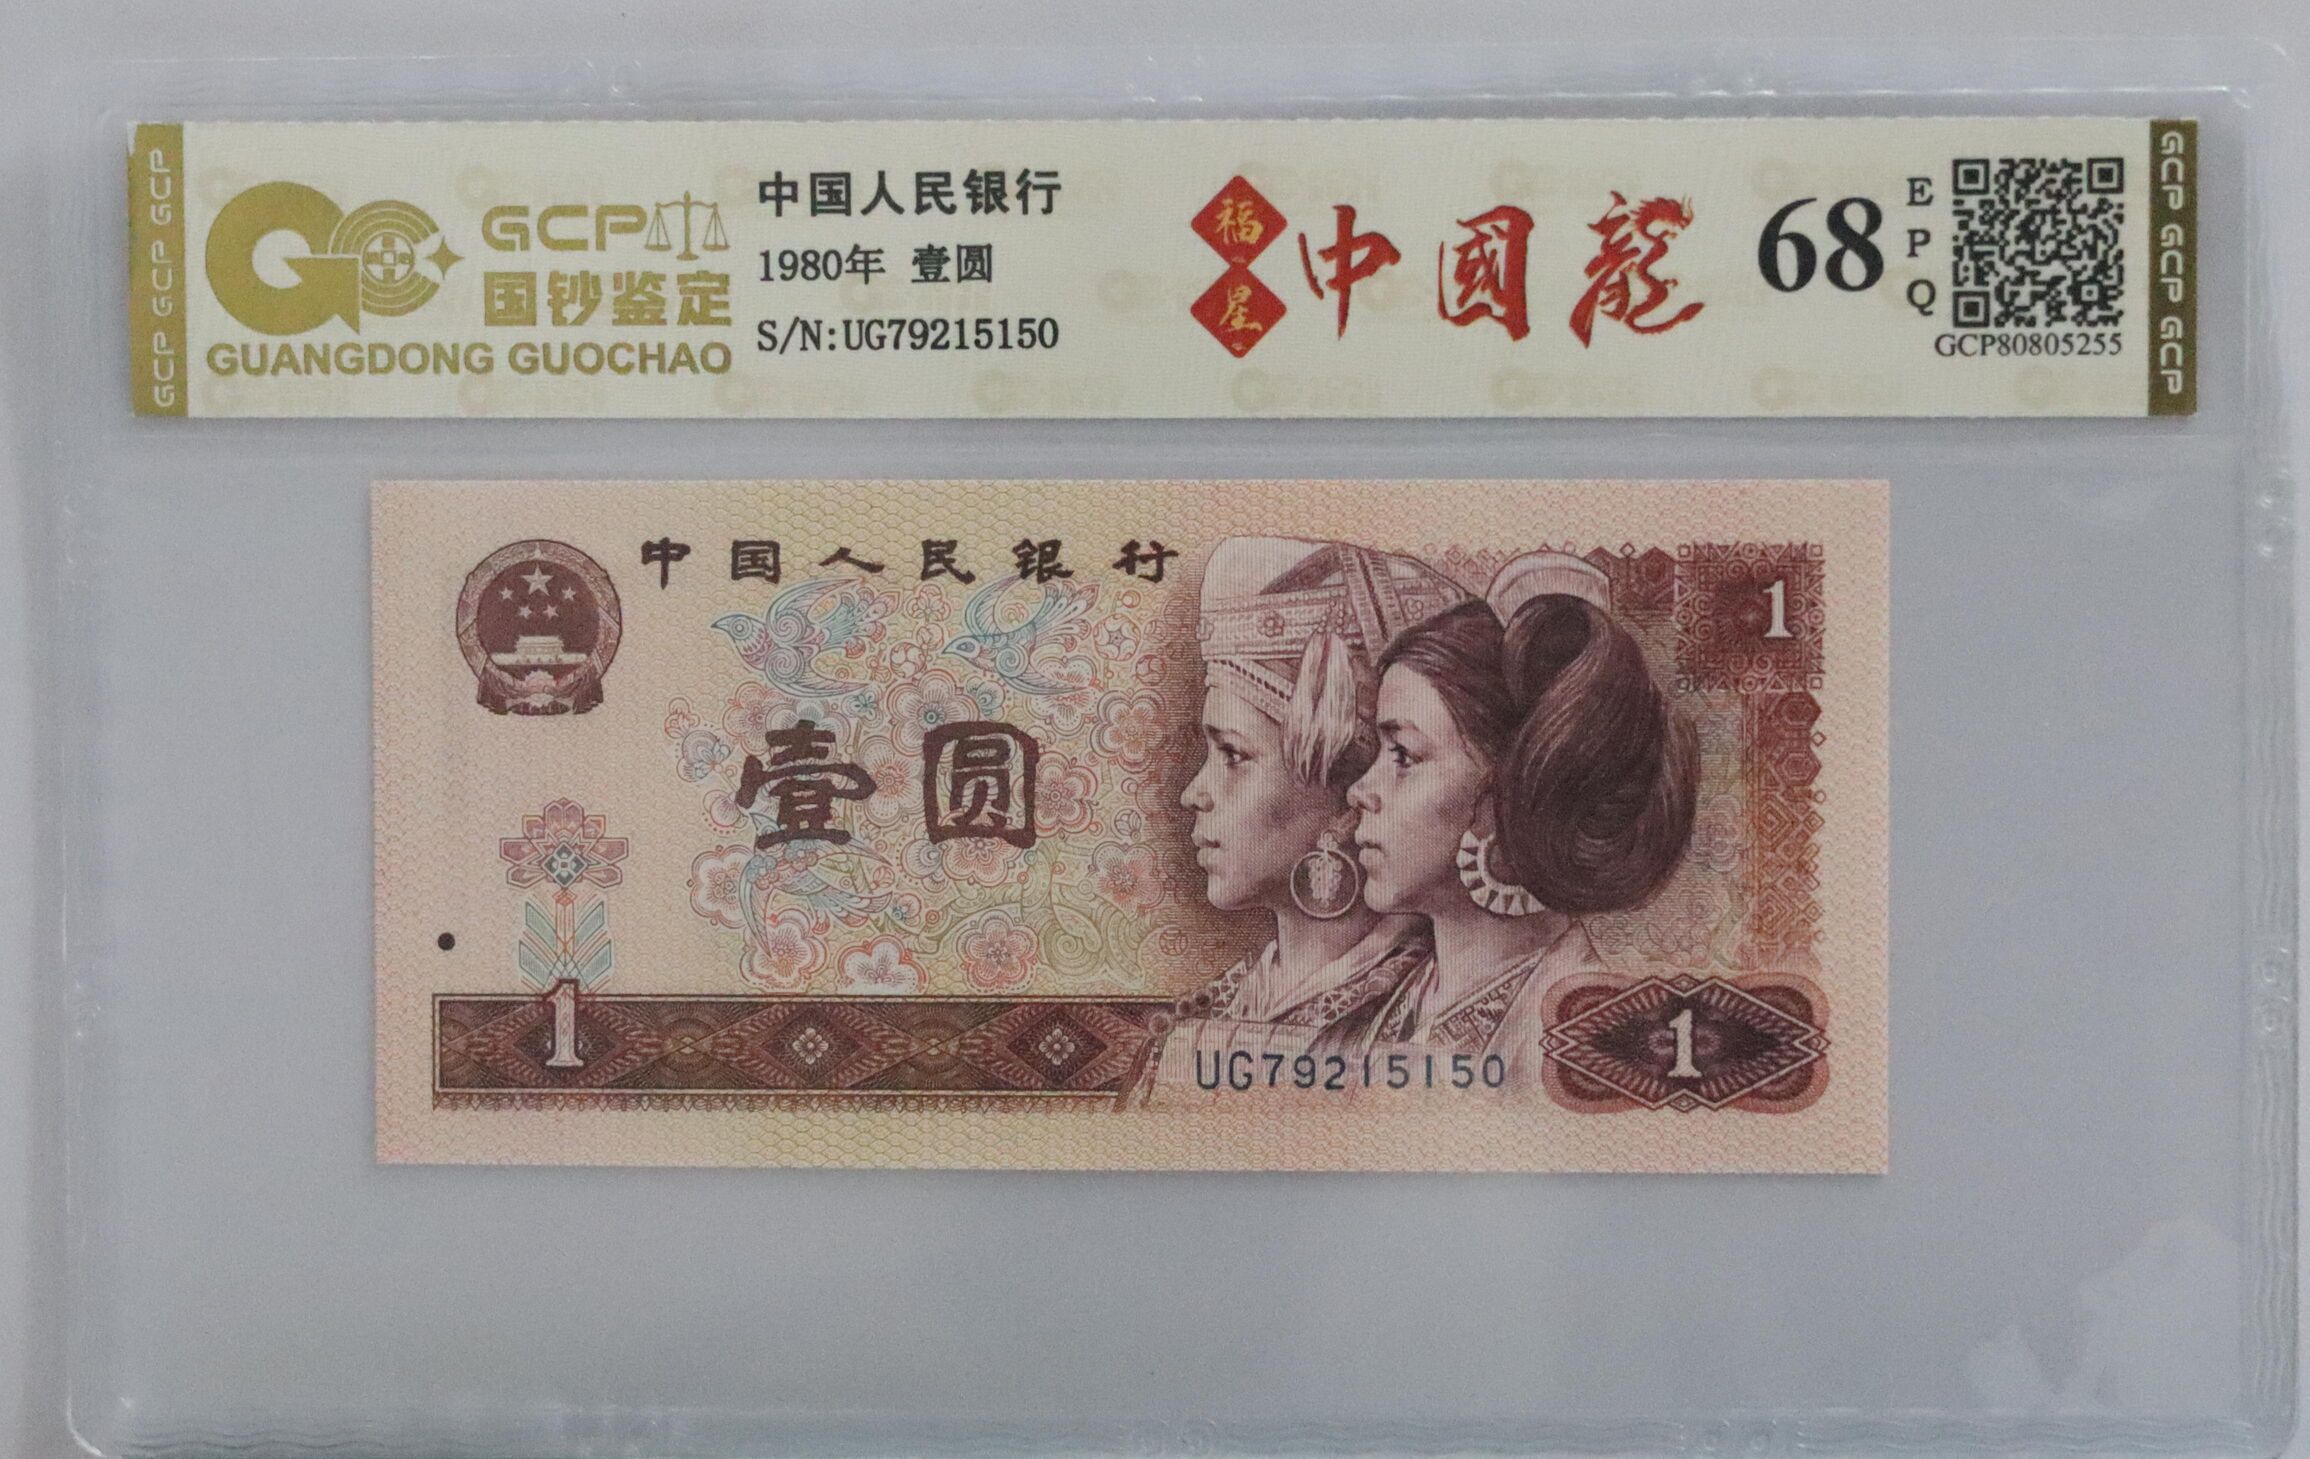 GCP GCP GCP
GCP
国钞鉴定
GUANGDONG GUOCHAO
中国人民银行
1980年 壹圆
S/N:UG79215150
福星
中國龍
68
EPQ
GCP80805255
GCP GCP GCP
中国人民银行
1
壹圆
1
1
UG79215150